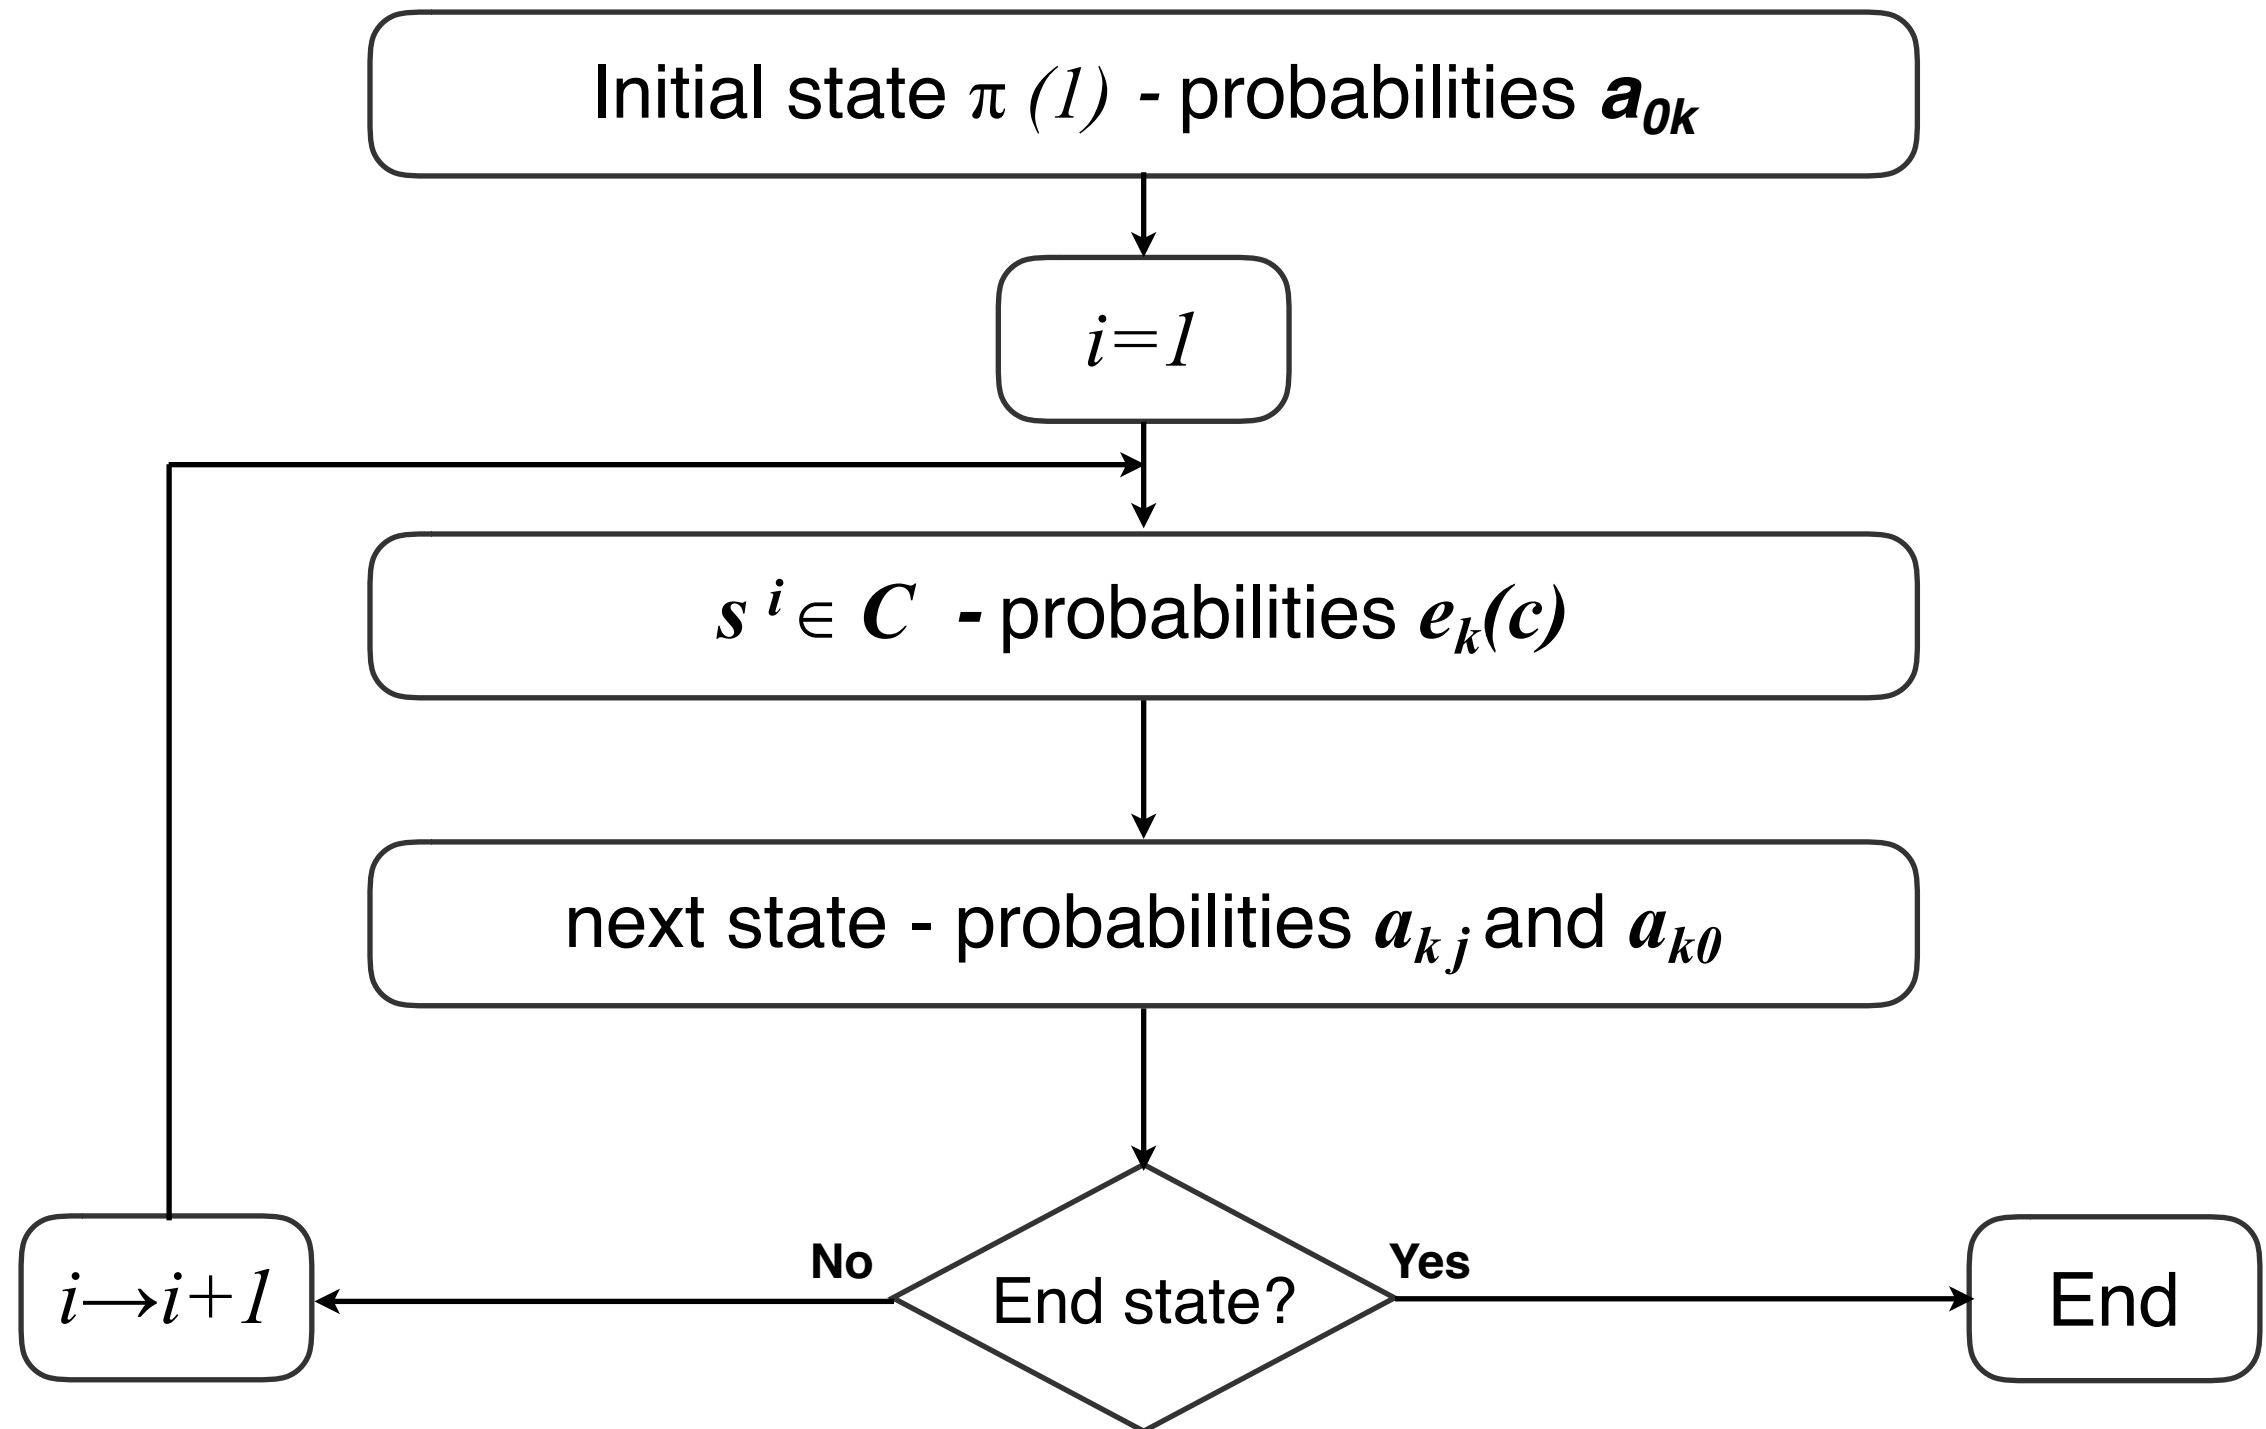 Initial state π (1) - probabilities a₀ₖ
i=1
s ⁱ ∈ C - probabilities eₖ(c)
next state - probabilities aₖ ⱼ and aₖ₀
No
Yes
i→i+1
End state?
End